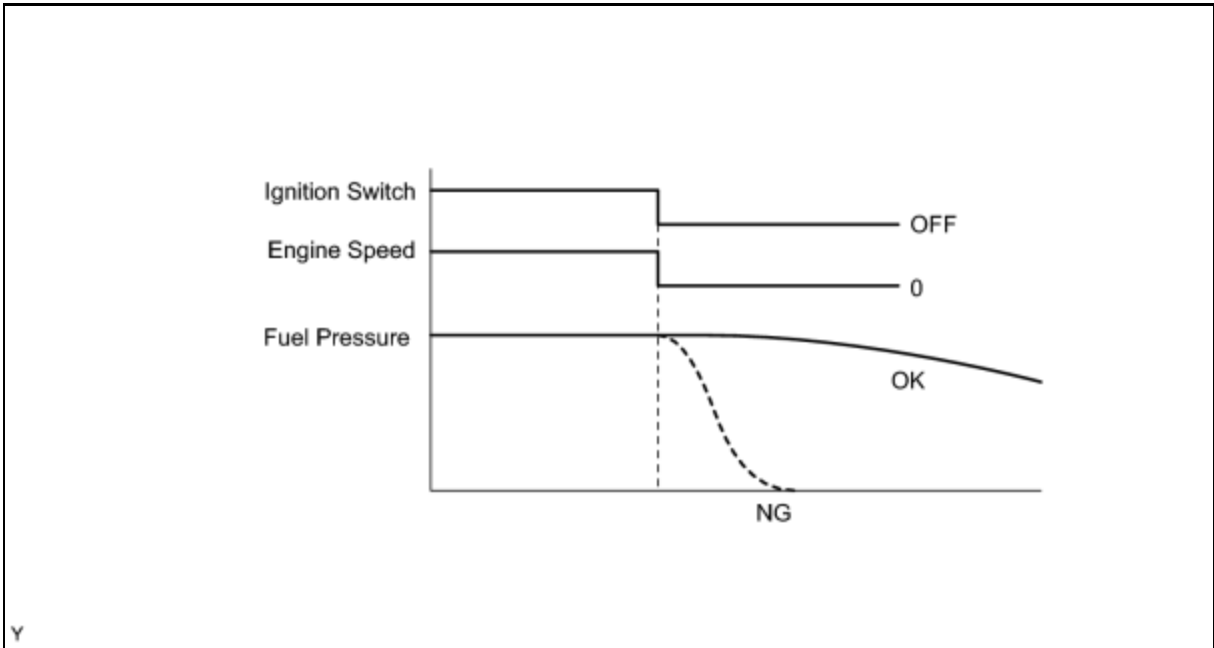 Ignition Switch
OFF
Engine Speed
0
Fuel Pressure
OK
NG
Y